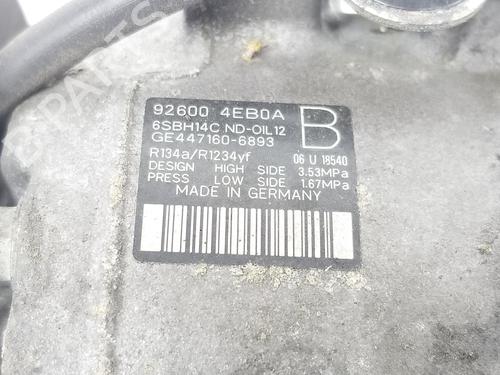 92600 4EB0A
B
6SBH14C ND-OIL12
GE447160-6893
R134a/R1234yf 06 U 18540
DESIGN HIGH SIDE 3.53MPa
PRESS LOW SIDE 1.67MPa
MADE IN GERMANY